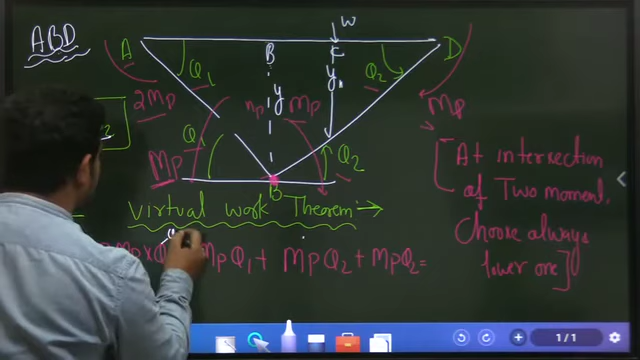 ABD
A B C D
W
θ1 y y1 θ2
2Mp Mp Mp Mp
θ1 θ2
Mp
B
Virtual work Theorem →
Mp × θ Mpθ1 + Mpθ2 + Mpθ2 =
[At intersection
of Two moment.
Choose always
lower one]
1/1